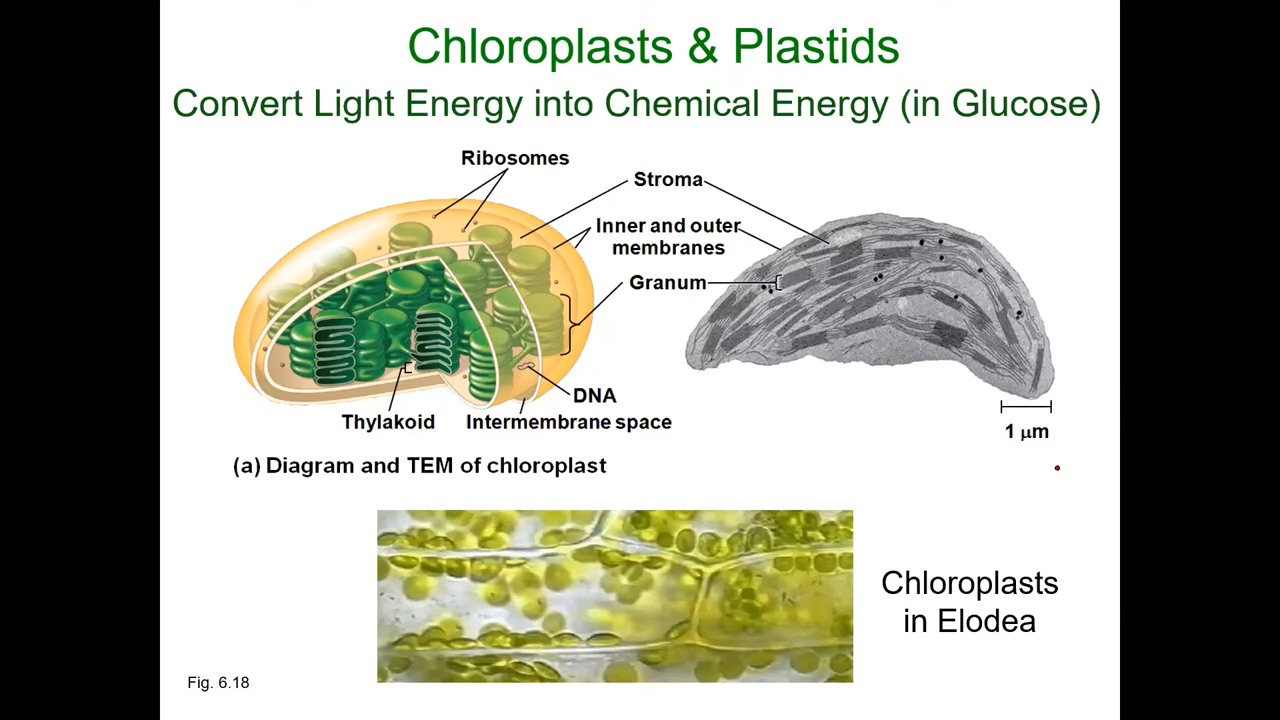 Chloroplasts & Plastids
Convert Light Energy into Chemical Energy (in Glucose)
Ribosomes
Stroma
Inner and outer
membranes
Granum
DNA
Thylakoid
Intermembrane space
1 μm
(a) Diagram and TEM of chloroplast
Chloroplasts
in Elodea
Fig. 6.18